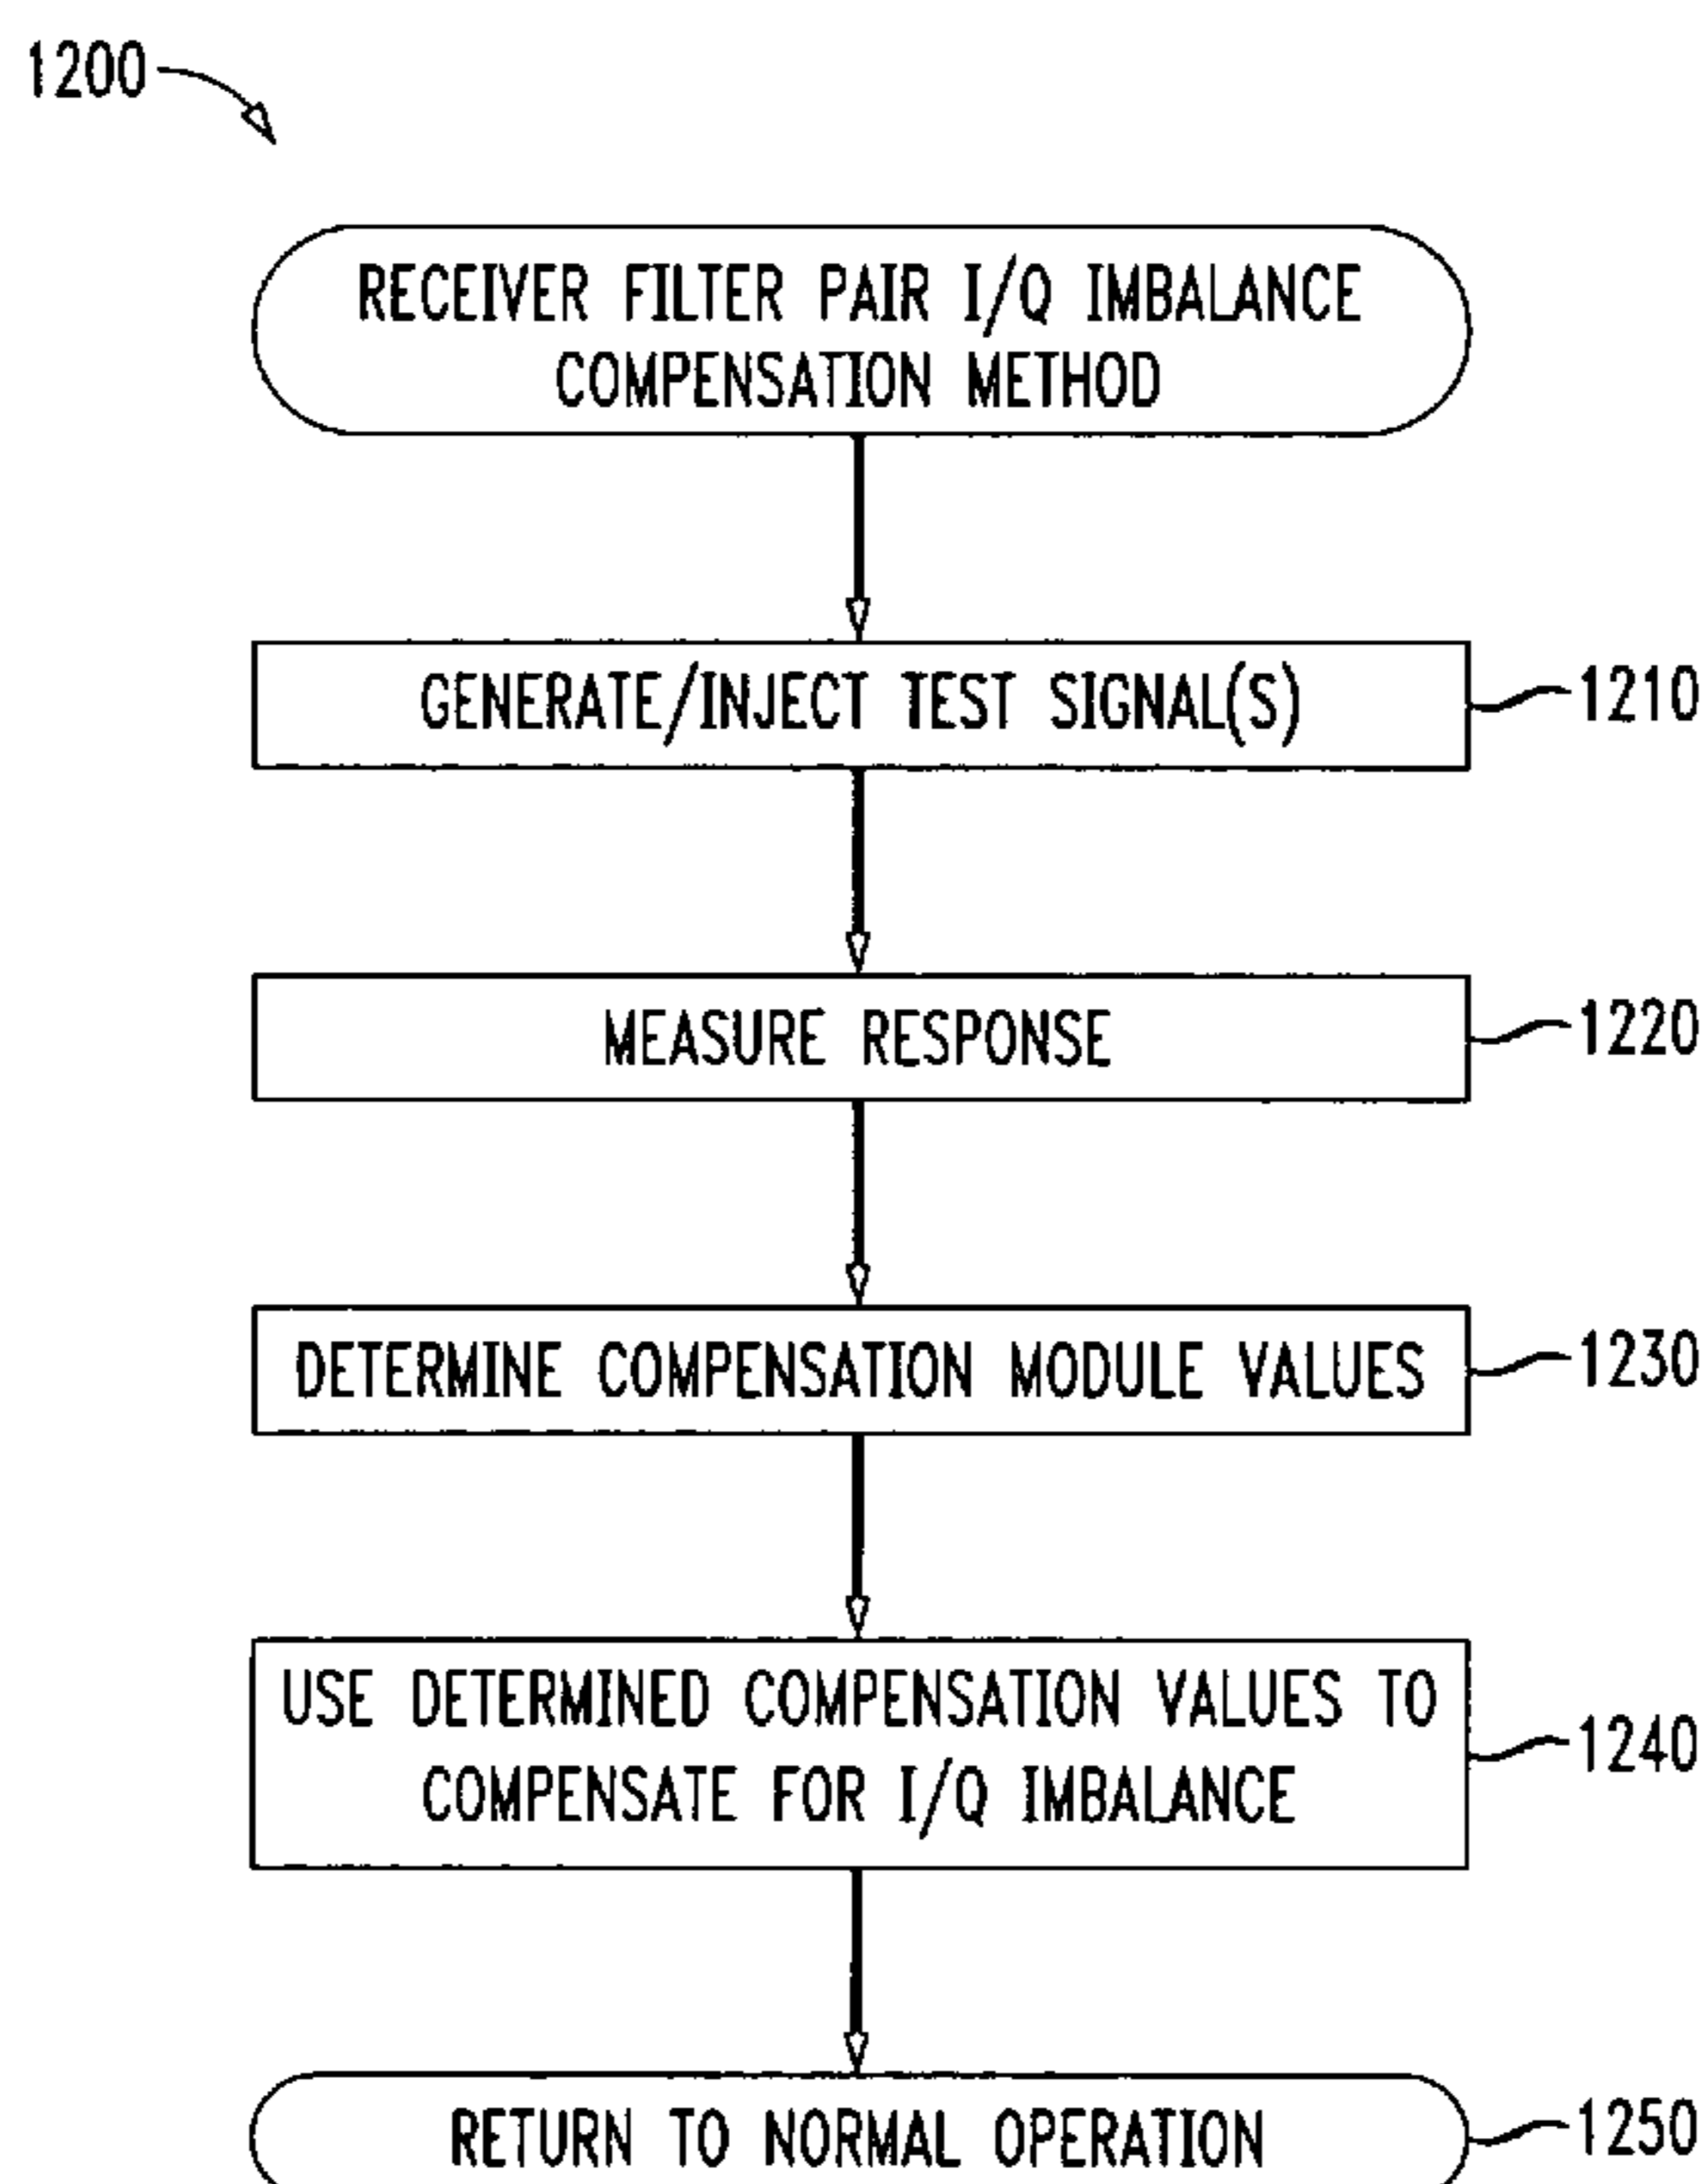 1200
RECEIVER FILTER PAIR I/Q IMBALANCE
COMPENSATION METHOD
GENERATE/INJECT TEST SIGNAL(S)
1210
MEASURE RESPONSE
1220
DETERMINE COMPENSATION MODULE VALUES
1230
USE DETERMINED COMPENSATION VALUES TO
COMPENSATE FOR I/Q IMBALANCE
1240
RETURN TO NORMAL OPERATION
1250